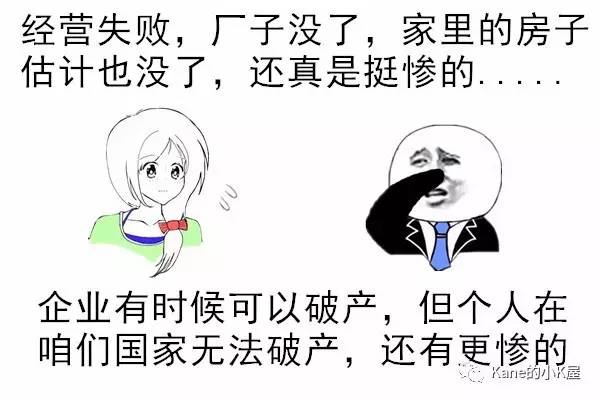 经营失败，厂子没了，家里的房子
估计也没了，还真是挺惨的.....
企业有时候可以破产，但个人在
咱们国家无法破产，还有更惨的
Kane的小K屋